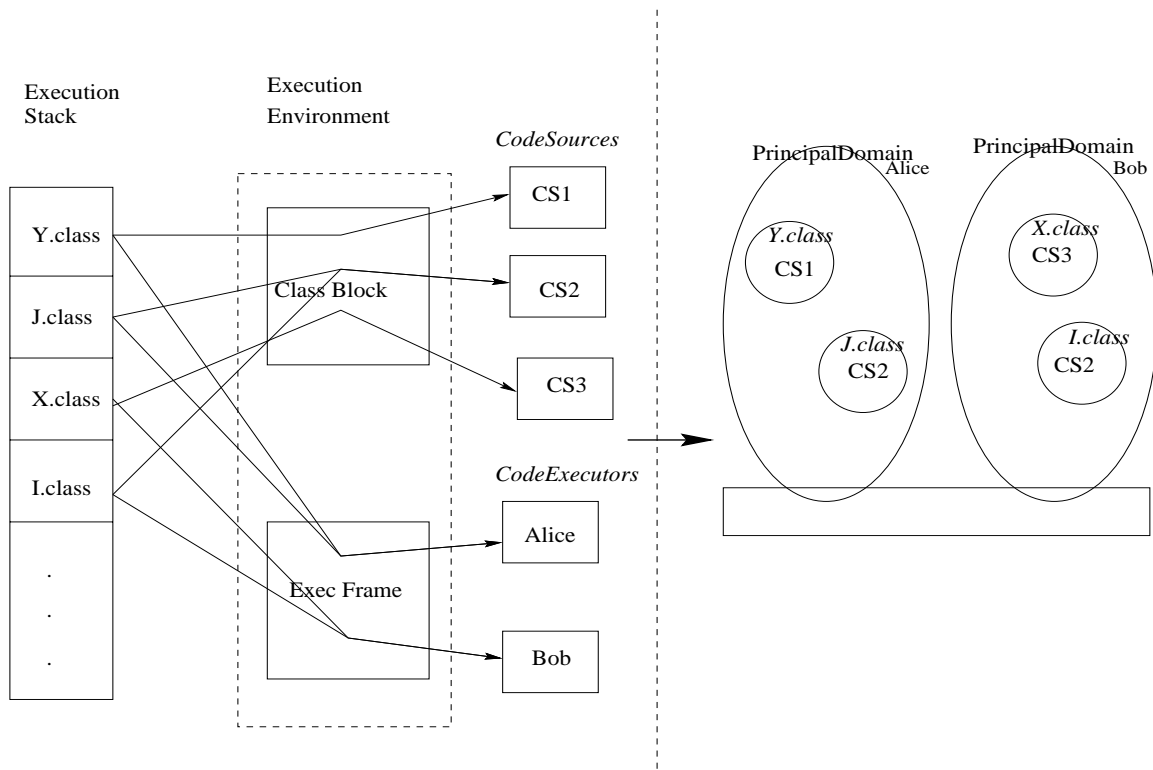 Execution
Stack
Y.class
J.class
X.class
I.class
.
.
.
Execution
Environment
Class Block
Exec Frame
CodeSources
CS1
CS2
CS3
CodeExecutors
Alice
Bob
PrincipalDomain
Alice
Y.class
CS1
J.class
CS2
PrincipalDomain
Bob
X.class
CS3
I.class
CS2